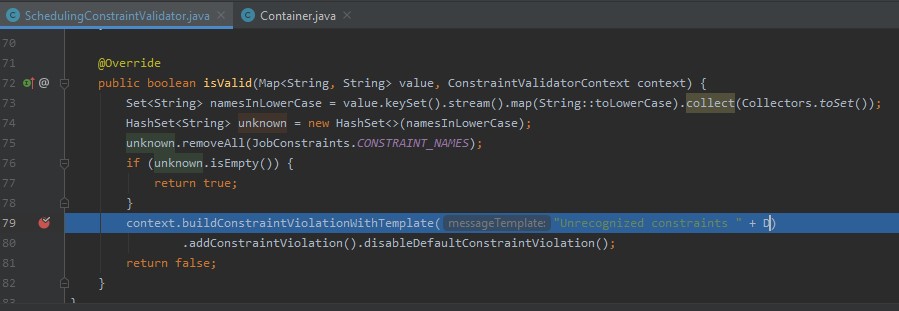 SchedulingConstraintValidator.java × Container.java ×
70
71 @Override
72 @ public boolean isValid(Map<String, String> value, ConstraintValidatorContext context) {
73 Set<String> namesInLowerCase = value.keySet().stream().map(String::toLowerCase).collect(Collectors.toSet());
74 HashSet<String> unknown = new HashSet<>(namesInLowerCase);
75 unknown.removeAll(JobConstraints.CONSTRAINT_NAMES);
76 if (unknown.isEmpty()) {
77 return true;
78 }
79 context.buildConstraintViolationWithTemplate( messageTemplate: "Unrecognized constraints " + D)
80 .addConstraintViolation().disableDefaultConstraintViolation();
81 return false;
82 }
83 }